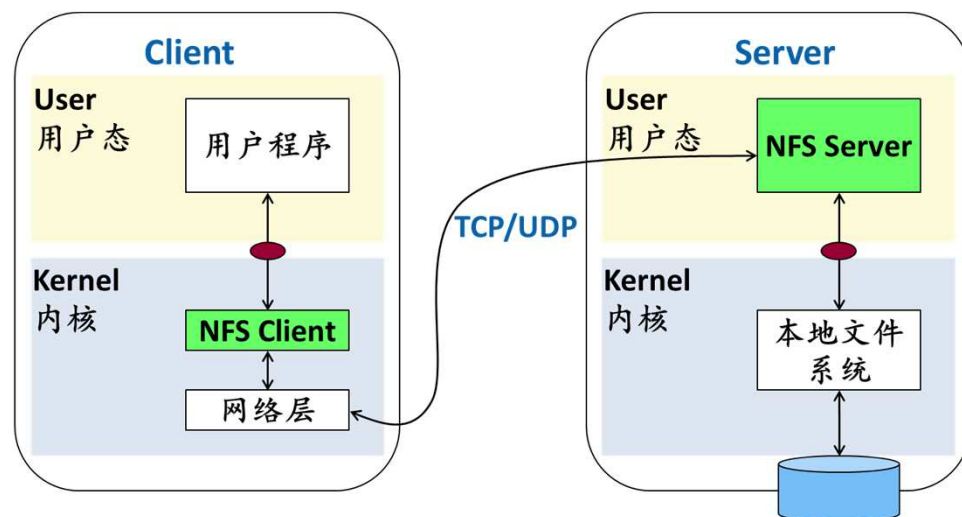 Client
User
用户态
用户程序
Kernel
内核
NFS Client
网络层
TCP/UDP
Server
User
用户态
NFS Server
Kernel
内核
本地文件
系统